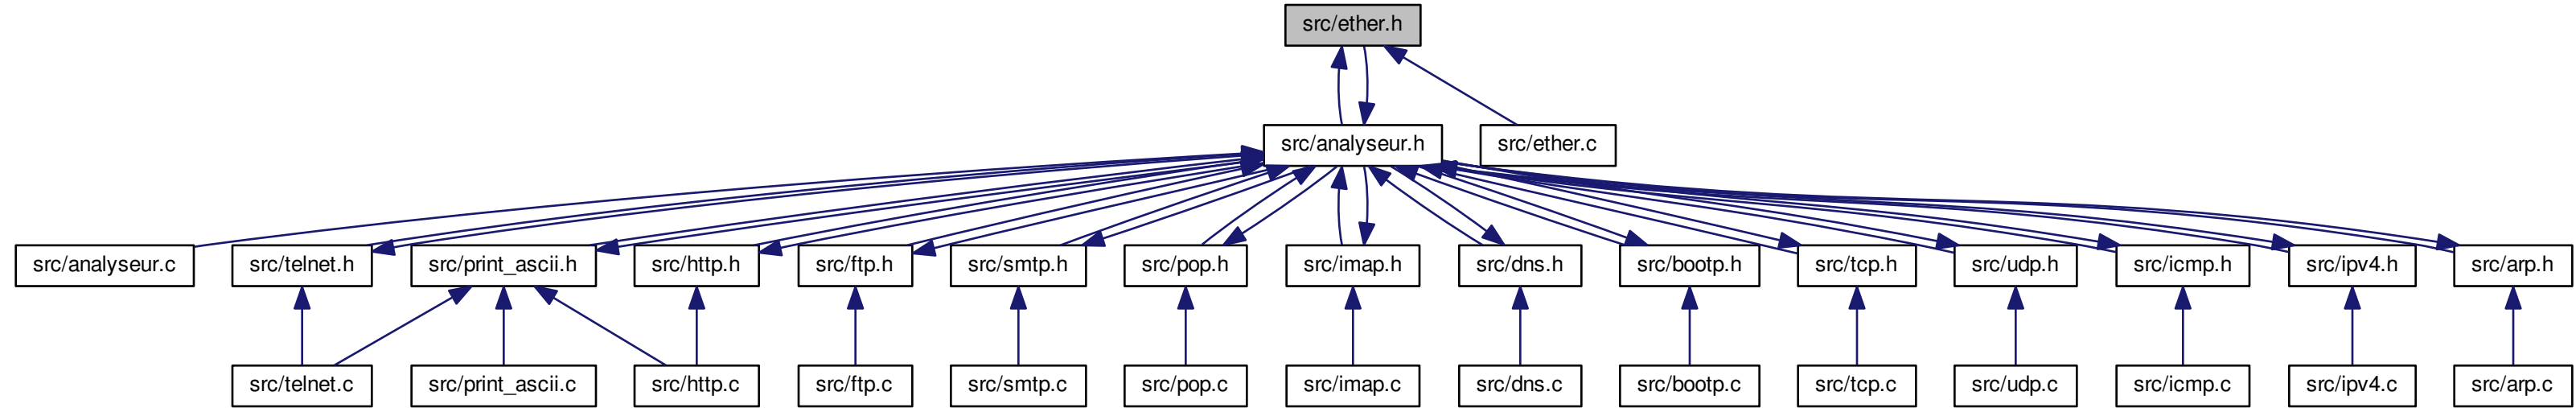 src/ether.h
src/analyseur.h
src/ether.c
src/analyseur.c
src/telnet.h
src/print_ascii.h
src/http.h
src/ftp.h
src/smtp.h
src/pop.h
src/imap.h
src/dns.h
src/bootp.h
src/tcp.h
src/udp.h
src/icmp.h
src/ipv4.h
src/arp.h
src/telnet.c
src/print_ascii.c
src/http.c
src/ftp.c
src/smtp.c
src/pop.c
src/imap.c
src/dns.c
src/bootp.c
src/tcp.c
src/udp.c
src/icmp.c
src/ipv4.c
src/arp.c